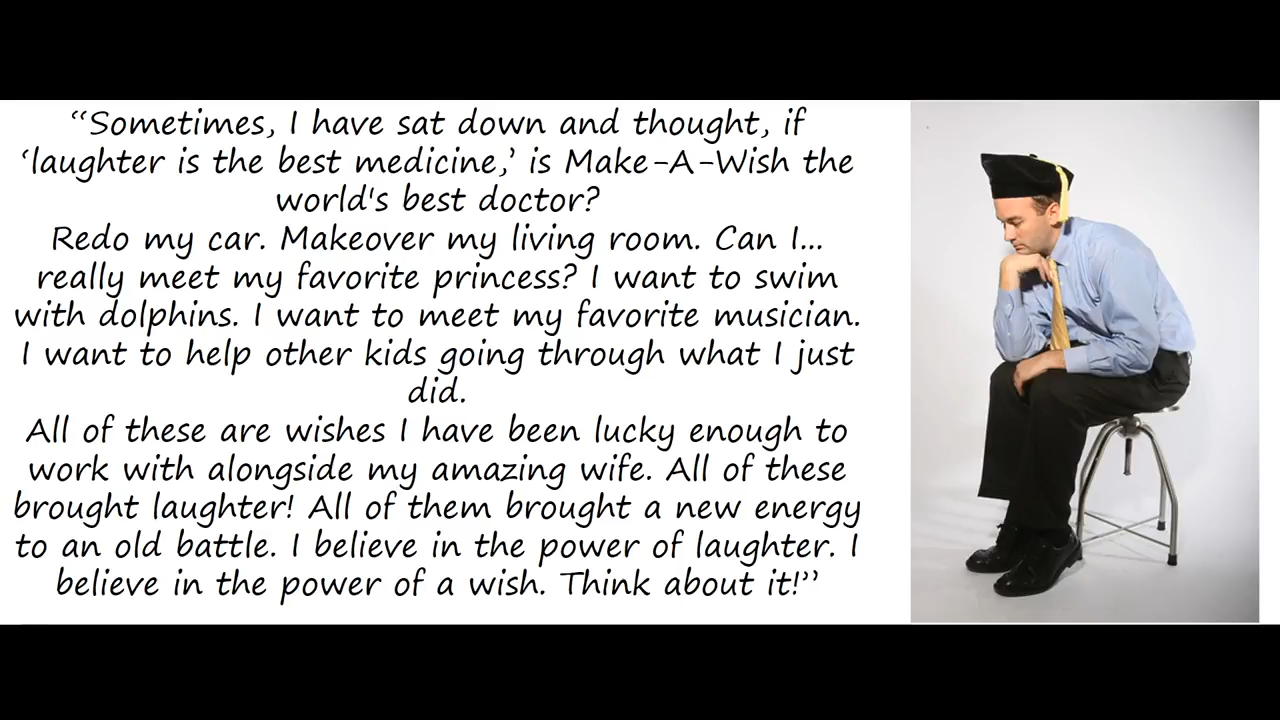 “Sometimes, I have sat down and thought, if
‘laughter is the best medicine,’ is Make-A-Wish the
world's best doctor?
Redo my car. Makeover my living room. Can I...
really meet my favorite princess? I want to swim
with dolphins. I want to meet my favorite musician.
I want to help other kids going through what I just
did.
All of these are wishes I have been lucky enough to
work with alongside my amazing wife. All of these
brought laughter! All of them brought a new energy
to an old battle. I believe in the power of laughter. I
believe in the power of a wish. Think about it!”